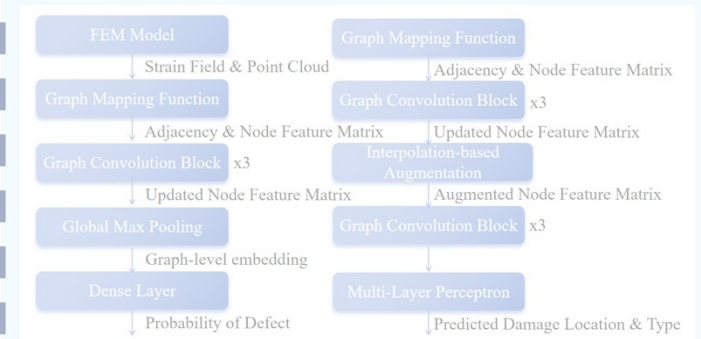 FEM Model
Strain Field & Point Cloud
Graph Mapping Function
Adjacency & Node Feature Matrix
Graph Convolution Block x3
Updated Node Feature Matrix
Global Max Pooling
Graph-level embedding
Dense Layer
Probability of Defect
Graph Mapping Function
Adjacency & Node Feature Matrix
Graph Convolution Block x3
Updated Node Feature Matrix
Interpolation-based
Augmentation
Augmented Node Feature Matrix
Graph Convolution Block x3
Multi-Layer Perceptron
Predicted Damage Location & Type